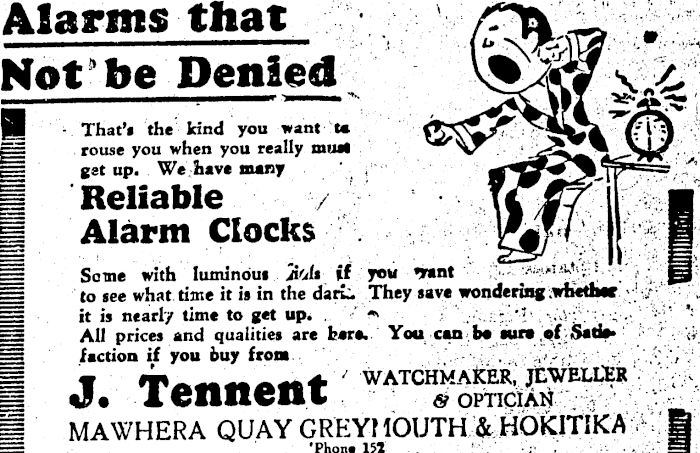 Alarms that
Not be Denied
That's the kind you want to
rouse you when you really must
get up. We have many
Reliable
Alarm Clocks
Some with luminous dials if you want
to see what time it is in the dark. They save wondering whether
it is nearly time to get up.
All prices and qualities are here. You can be sure of Satis-
faction if you buy from
J. Tennent
WATCHMAKER, JEWELLER
& OPTICIAN
MAWHERA QUAY GREYMOUTH & HOKITIKA
'Phone 152